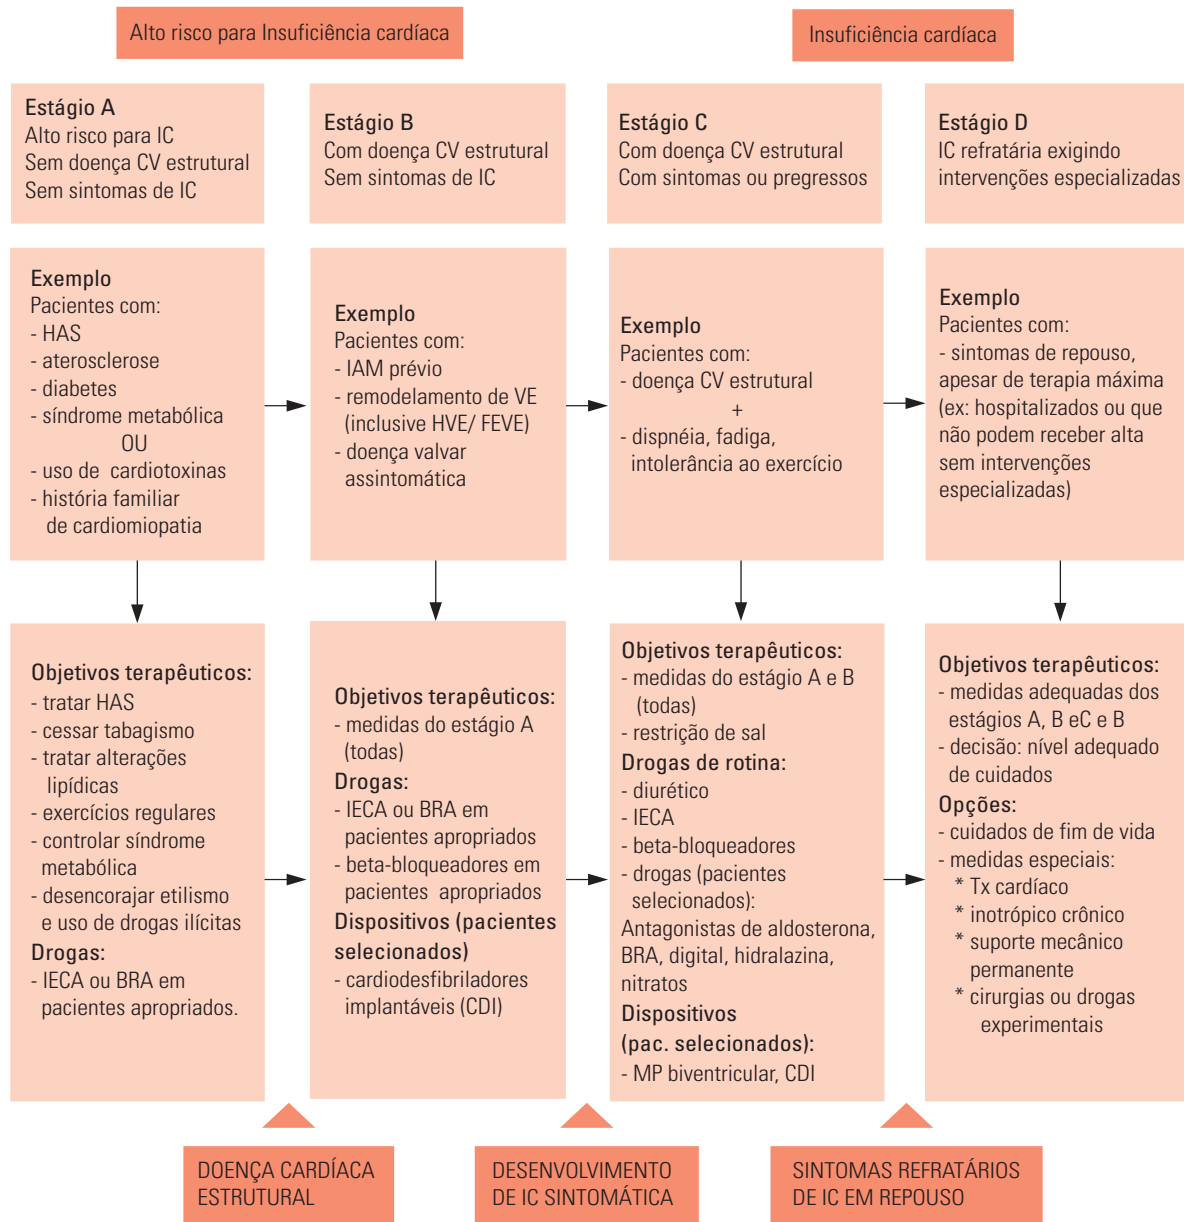 Alto risco para Insuficiência cardíaca
Insuficiência cardíaca
Estágio A
Alto risco para IC
Sem doença CV estrutural
Sem sintomas de IC
Estágio B
Com doença CV estrutural
Sem sintomas de IC
Estágio C
Com doença CV estrutural
Com sintomas ou pregressos
Estágio D
IC refratária exigindo
intervenções especializadas
Exemplo
Pacientes com:
- HAS
- aterosclerose
- diabetes
- síndrome metabólica
OU
- uso de cardiotoxinas
- história familiar
de cardiomiopatia
Exemplo
Pacientes com:
- IAM prévio
- remodelamento de VE
(inclusive HVE/ FEVE)
- doença valvar
assintomática
Exemplo
Pacientes com:
- doença CV estrutural
+
- dispnéia, fadiga,
intolerância ao exercício
Exemplo
Pacientes com:
- sintomas de repouso,
apesar de terapia máxima
(ex: hospitalizados ou que
não podem receber alta
sem intervenções
especializadas)
Objetivos terapêuticos:
- tratar HAS
- cessar tabagismo
- tratar alterações
lipídicas
- exercícios regulares
- controlar síndrome
metabólica
- desencorajar etilismo
e uso de drogas ilícitas
Drogas:
- IECA ou BRA em
pacientes apropriados.
Objetivos terapêuticos:
- medidas do estágio A
(todas)
Drogas:
- IECA ou BRA em
pacientes apropriados
- beta-bloqueadores em
pacientes apropriados
Dispositivos (pacientes
selecionados)
- cardiodesfibriladores
implantáveis (CDI)
Objetivos terapêuticos:
- medidas do estágio A e B
(todas)
- restrição de sal
Drogas de rotina:
- diurético
- IECA
- beta-bloqueadores
- drogas (pacientes
selecionados):
Antagonistas de aldosterona,
BRA, digital, hidralazina,
nitratos
Dispositivos
(pac. selecionados):
- MP biventricular, CDI
Objetivos terapêuticos:
- medidas adequadas dos
estágios A, B eC e B
- decisão: nível adequado
de cuidados
Opções:
- cuidados de fim de vida
- medidas especiais:
* Tx cardíaco
* inotrópico crônico
* suporte mecânico
permanente
* cirurgias ou drogas
experimentais
DOENÇA CARDÍACA
ESTRUTURAL
DESENVOLVIMENTO
DE IC SINTOMÁTICA
SINTOMAS REFRATÁRIOS
DE IC EM REPOUSO